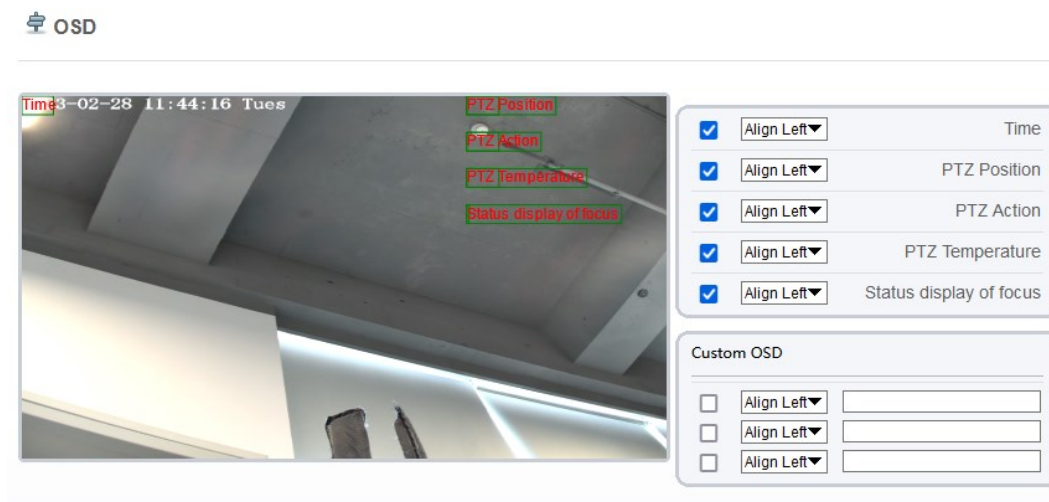 OSD
Time3-02-28 11:44:16 Tues
PTZ Position
PTZ Action
PTZ Temperature
Status display of focus
Align Left Time
Align Left PTZ Position
Align Left PTZ Action
Align Left PTZ Temperature
Align Left Status display of focus
Custom OSD
Align Left
Align Left
Align Left